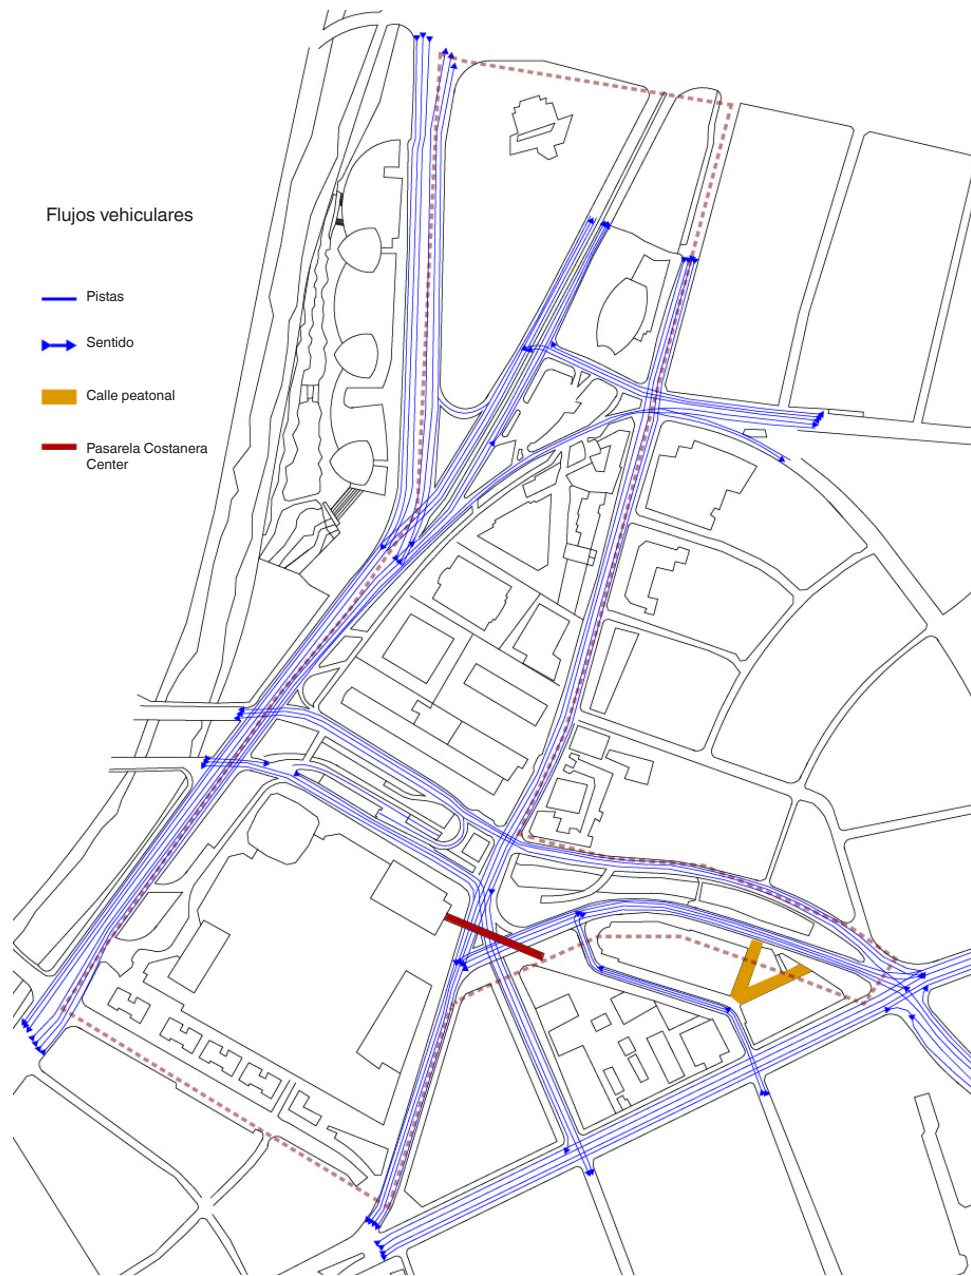 Flujos vehiculares
Pistas
Sentido
Calle peatonal
Pasarela Costanera
Center